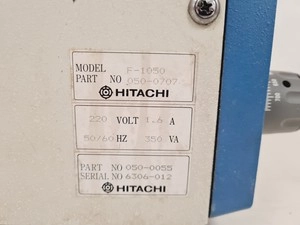 MODEL F-1050
PART NO 050-0707
HITACHI
220 VOLT 1.6 A
50/60 HZ 350 VA
PART NO 050-0055
SERIAL NO 6306-012
HITACHI